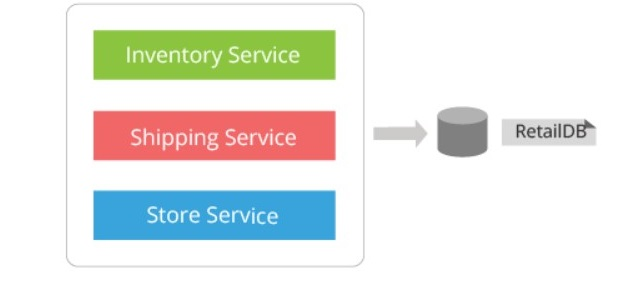 Inventory Service
Shipping Service
RetailDB
Store Service